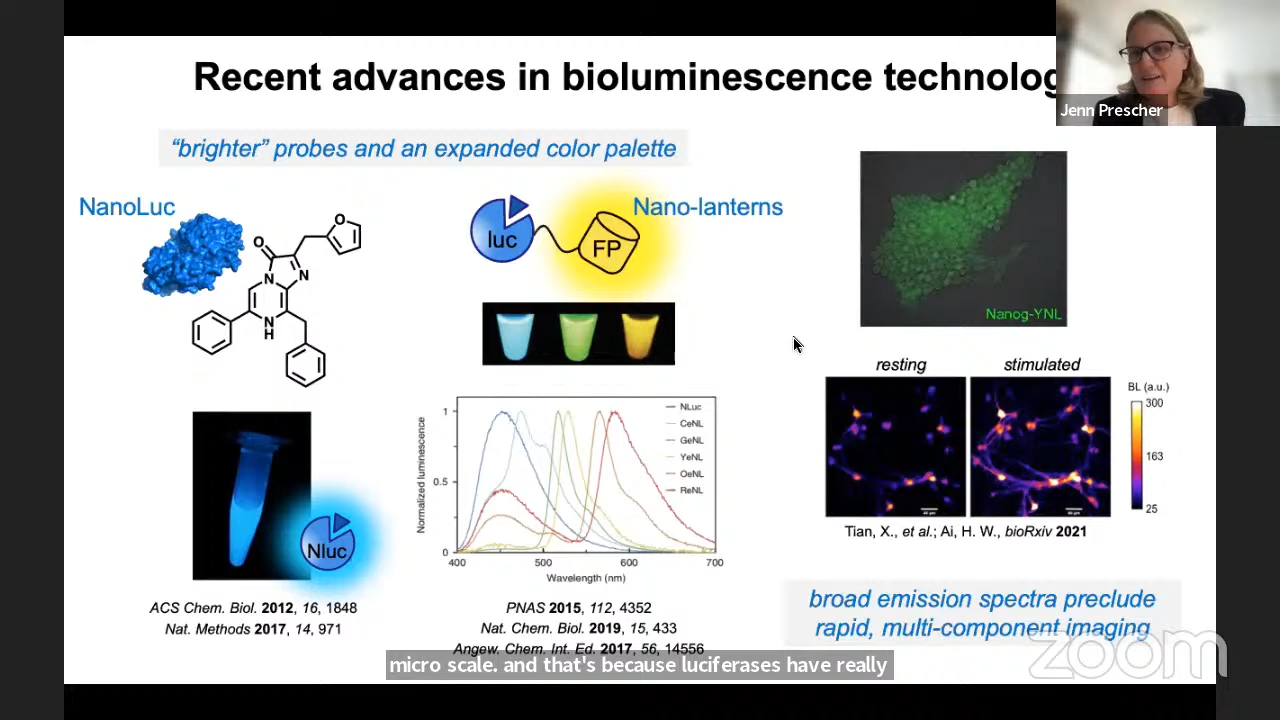 Recent advances in bioluminescence technolog
Jenn Prescher
“brighter” probes and an expanded color palette
NanoLuc
O
O
N
N
N
H
Nluc
ACS Chem. Biol. 2012, 16, 1848
Nat. Methods 2017, 14, 971
Nano-lanterns
luc
FP
Normalized luminescence
1
0.5
0
400
500
600
700
Wavelength (nm)
NLuc
CeNL
GeNL
YeNL
OeNL
ReNL
PNAS 2015, 112, 4352
Nat. Chem. Biol. 2019, 15, 433
Angew. Chem. Int. Ed. 2017, 56, 14556
Nanog-YNL
resting
stimulated
BL (a.u.)
300
163
25
Tian, X., et al.; Ai, H. W., bioRxiv 2021
broad emission spectra preclude
rapid, multi-component imaging
micro scale. and that's because luciferases have really
zoom